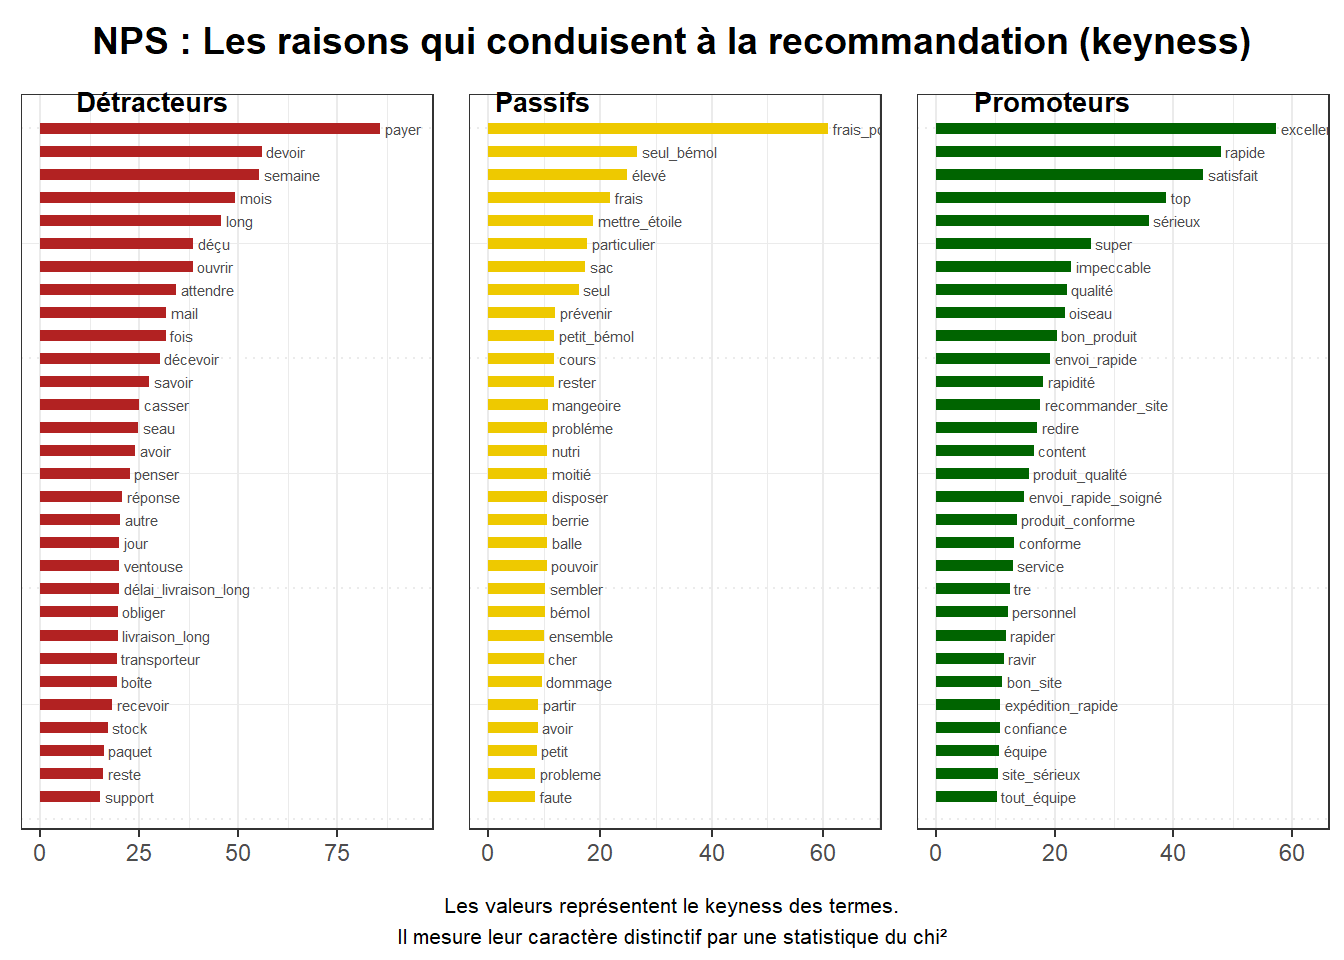 NPS : Les raisons qui conduisent à la recommandation (keyness)
Détracteurs
payer
devoir
semaine
mois
long
déçu
ouvrir
attendre
mail
fois
décevoir
savoir
casser
seau
avoir
penser
réponse
autre
jour
ventouse
délai_livraison_long
obliger
livraison_long
transporteur
boîte
recevoir
stock
paquet
reste
support
0 25 50 75
Passifs
frais_po
seul_bémol
élevé
frais
mettre_étoile
particulier
sac
seul
prévenir
petit_bémol
cours
rester
mangeoire
probléme
nutri
moitié
disposer
berrie
balle
pouvoir
sembler
bémol
ensemble
cher
dommage
partir
avoir
petit
probleme
faute
0 20 40 60
Promoteurs
excellen
rapide
satisfait
top
sérieux
super
impeccable
qualité
oiseau
bon_produit
envoi_rapide
rapidité
recommander_site
redire
content
produit_qualité
envoi_rapide_soigné
produit_conforme
conforme
service
tre
personnel
rapider
ravir
bon_site
expédition_rapide
confiance
équipe
site_sérieux
tout_équipe
0 20 40 60
Les valeurs représentent le keyness des termes.
Il mesure leur caractère distinctif par une statistique du chi²